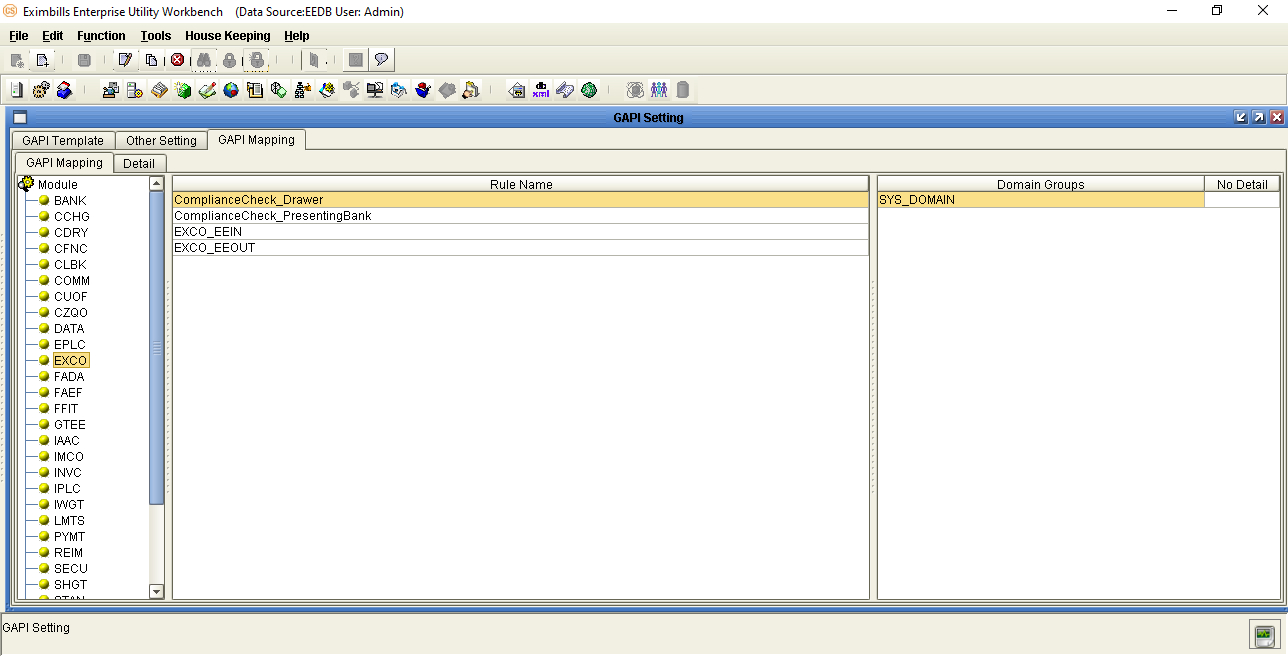 CS Eximbills Enterprise Utility Workbench (Data Source:EEDB User: Admin)
File Edit Function Tools House Keeping Help
xml
GAPI Setting
GAPI Template Other Setting GAPI Mapping
GAPI Mapping Detail
Module
BANK
CCHG
CDRY
CFNC
CLBK
COMM
CUOF
CZQO
DATA
EPLC
EXCO
FADA
FAEF
FFIT
GTEE
IAAC
IMCO
INVC
IPLC
IWGT
LMTS
PYMT
REIM
SECU
SHGT
Rule Name
ComplianceCheck_Drawer
ComplianceCheck_PresentingBank
EXCO_EEIN
EXCO_EEOUT
Domain Groups No Detail
SYS_DOMAIN
GAPI Setting